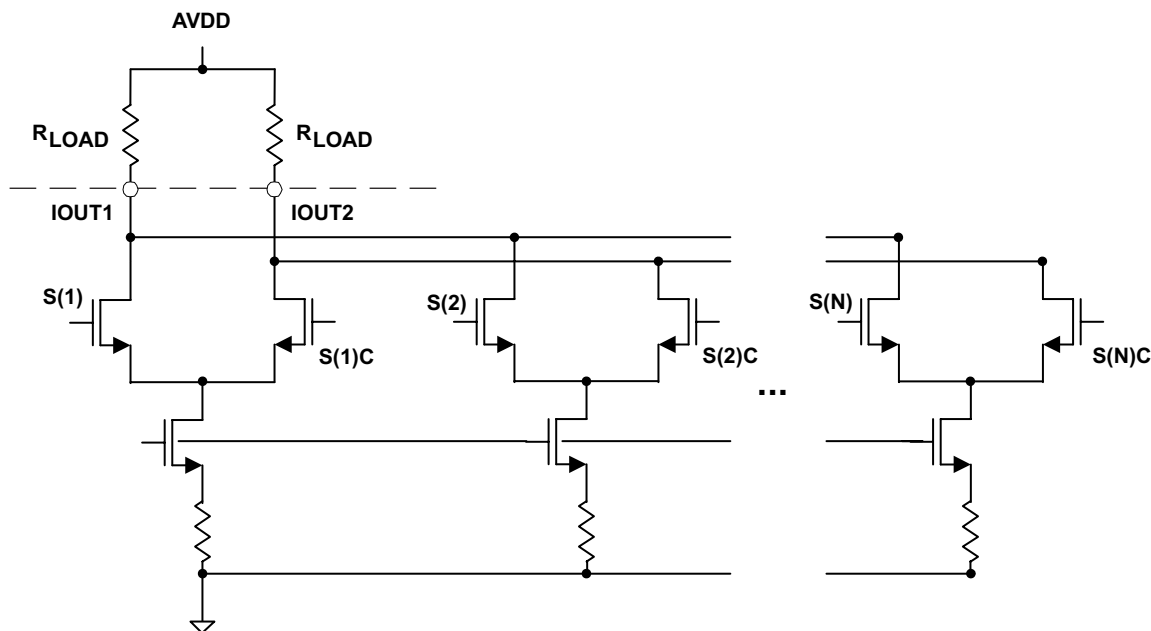 AVDD
RLOAD RLOAD
IOUT1 IOUT2
S(1) S(2) S(N)
S(1)C S(2)C S(N)C
...